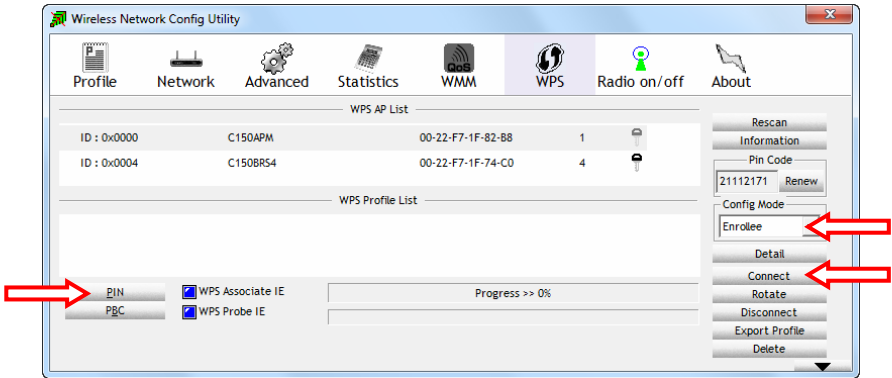 Wireless Network Config Utility
Profile Network Advanced Statistics QoS WMM WPS Radio on/off About
WPS AP List
ID : 0x0000 C150APM 00-22-F7-1F-82-B8 1
ID : 0x0004 C150BRS4 00-22-F7-1F-74-C0 4
WPS Profile List
Rescan
Information
Pin Code
21112171 Renew
Config Mode
Enrollee
Detail
Connect
Rotate
Disconnect
Export Profile
Delete
PIN WPS Associate IE Progress >> 0%
PBC WPS Probe IE